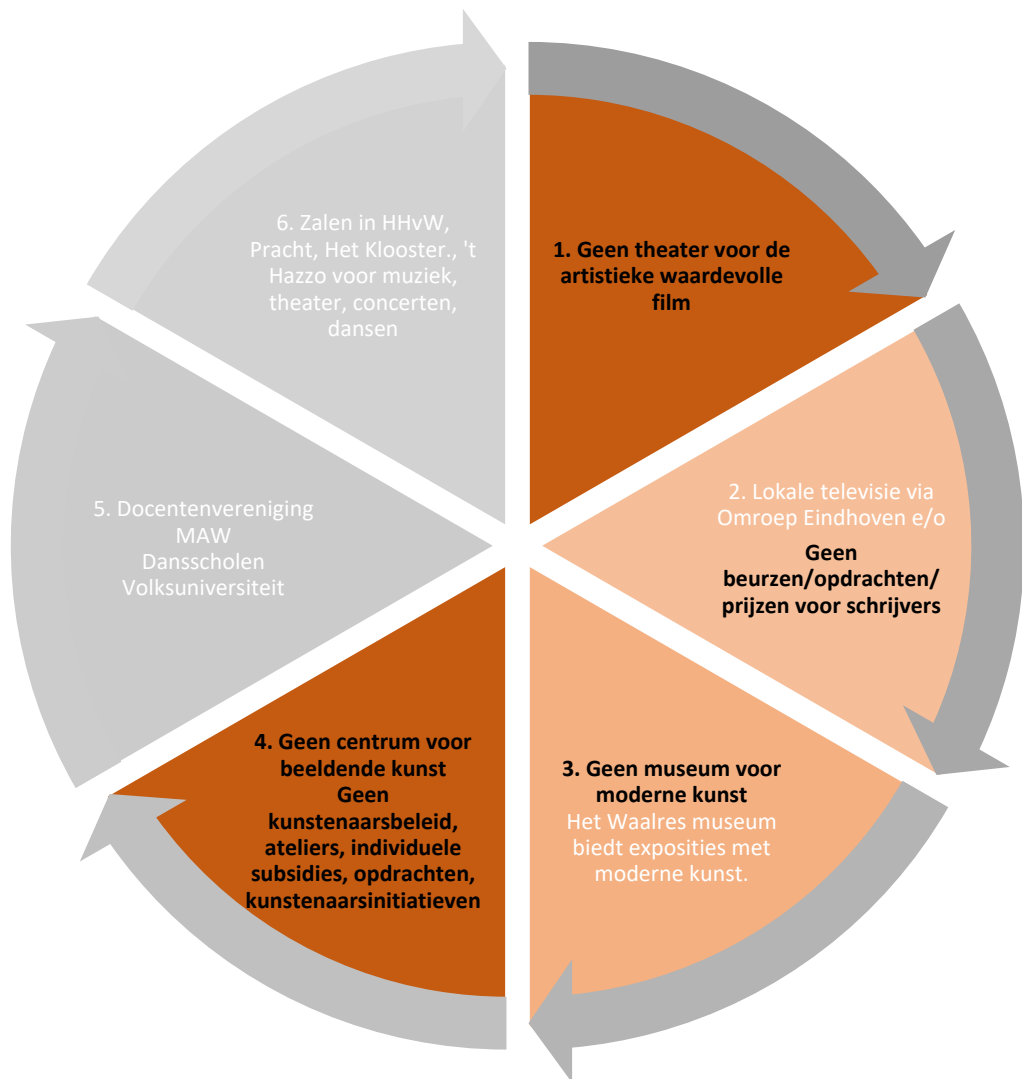 1. Geen theater voor de
artistieke waardevolle
film
2. Lokale televisie via
Omroep Eindhoven e/o
Geen
beurzen/opdrachten/
prijzen voor schrijvers
3. Geen museum voor
moderne kunst
Het Waalres museum
biedt exposities met
moderne kunst.
4. Geen centrum voor
beeldende kunst
Geen
kunstenaarsbeleid,
ateliers, individuele
subsidies, opdrachten,
kunstenaarsinitiatieven
5. Docentenvereniging
MAW
Dansscholen
Volksuniversiteit
6. Zalen in HHvW,
Pracht, Het Klooster., 't
Hazzo voor muziek,
theater, concerten,
dansen